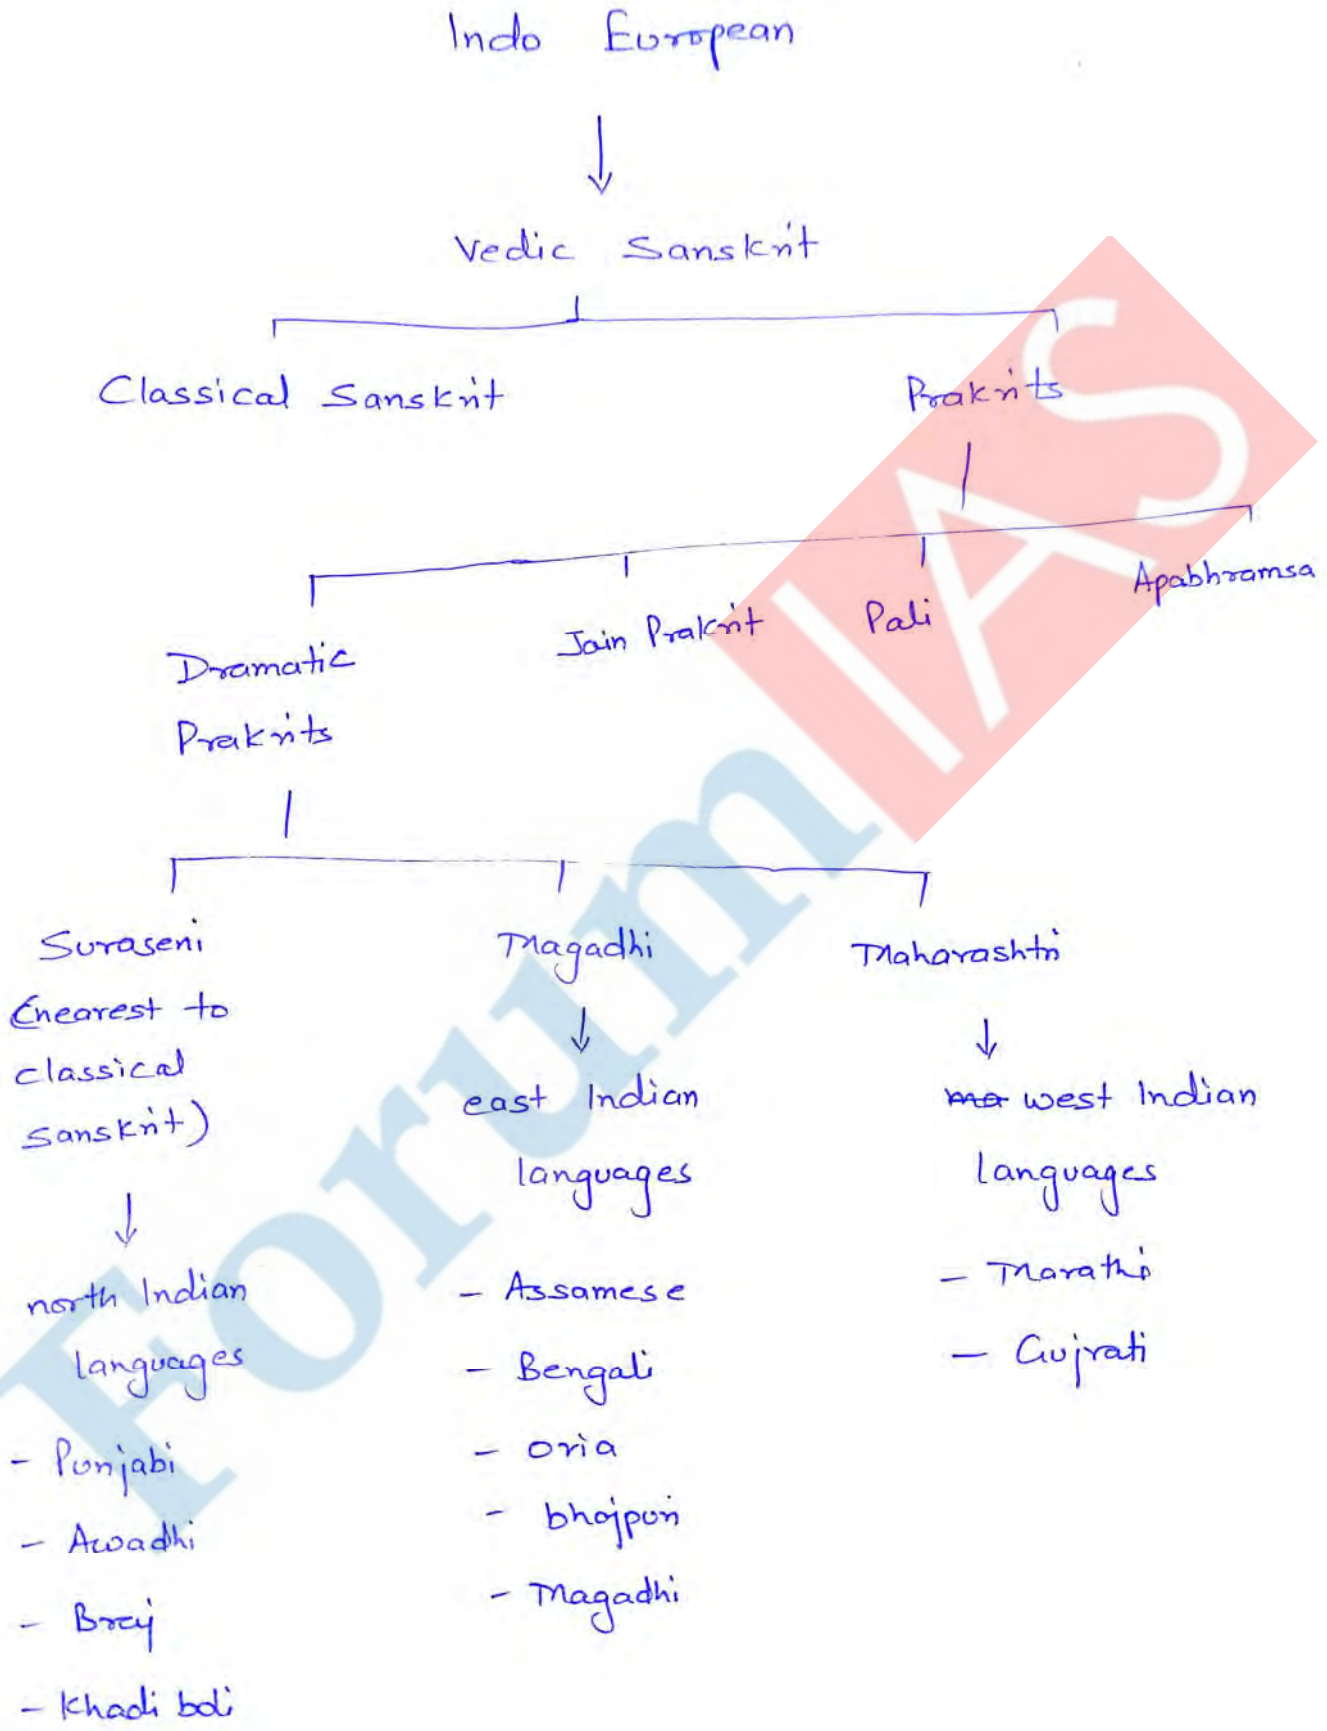 Indo European
Vedic Sanskrit
Classical Sanskrit
Prakrits
Dramatic
Prakrits
Jain Prakrit
Pali
Apabhramsa
Suraseni
(nearest to
classical
sanskrit)
north Indian
languages
- Punjabi
- Awadhi
- Braj
- Khadi boli
Magadhi
east Indian
languages
- Assamese
- Bengali
- oria
- bhojpuri
- Magadhi
Maharashtri
ma west Indian
languages
- Marathi
- Gujrati
ForumIAS